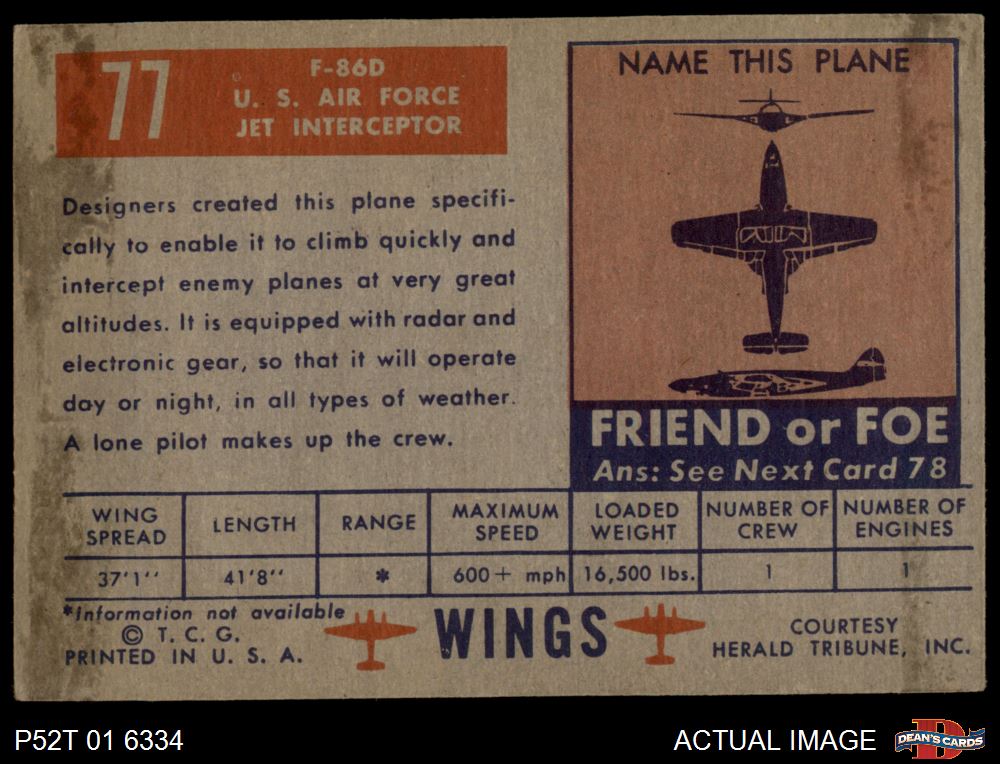 77
F-86D
U. S. AIR FORCE
JET INTERCEPTOR
Designers created this plane specifi-
cally to enable it to climb quickly and
intercept enemy planes at very great
altitudes. It is equipped with radar and
electronic gear, so that it will operate
day or night, in all types of weather.
A lone pilot makes up the crew.
NAME THIS PLANE
FRIEND or FOE
Ans: See Next Card 78
WING SPREAD
LENGTH
RANGE
MAXIMUM SPEED
LOADED WEIGHT
NUMBER OF CREW
NUMBER OF ENGINES
37'1''
41'8''
*
600+ mph
16,500 lbs.
1
1
*Information not available
© T. C. G.
PRINTED IN U. S. A.
WINGS
COURTESY
HERALD TRIBUNE, INC.
P52T 01 6334
ACTUAL IMAGE
D
DEAN'S CARDS